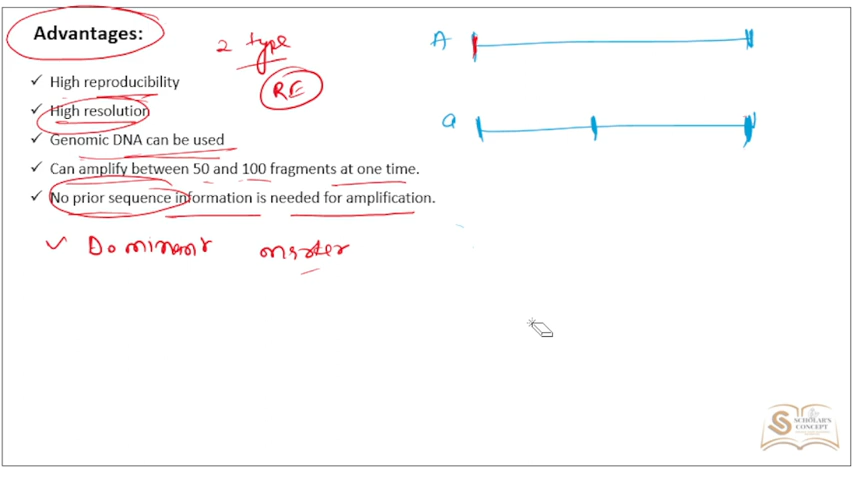 Advantages:
2 type
RE
✓ High reproducibility
✓ High resolution
✓ Genomic DNA can be used
✓ Can amplify between 50 and 100 fragments at one time.
✓ No prior sequence information is needed for amplification.
✓ Dominant
A
a
SCHOLAR'S
CONCEPT